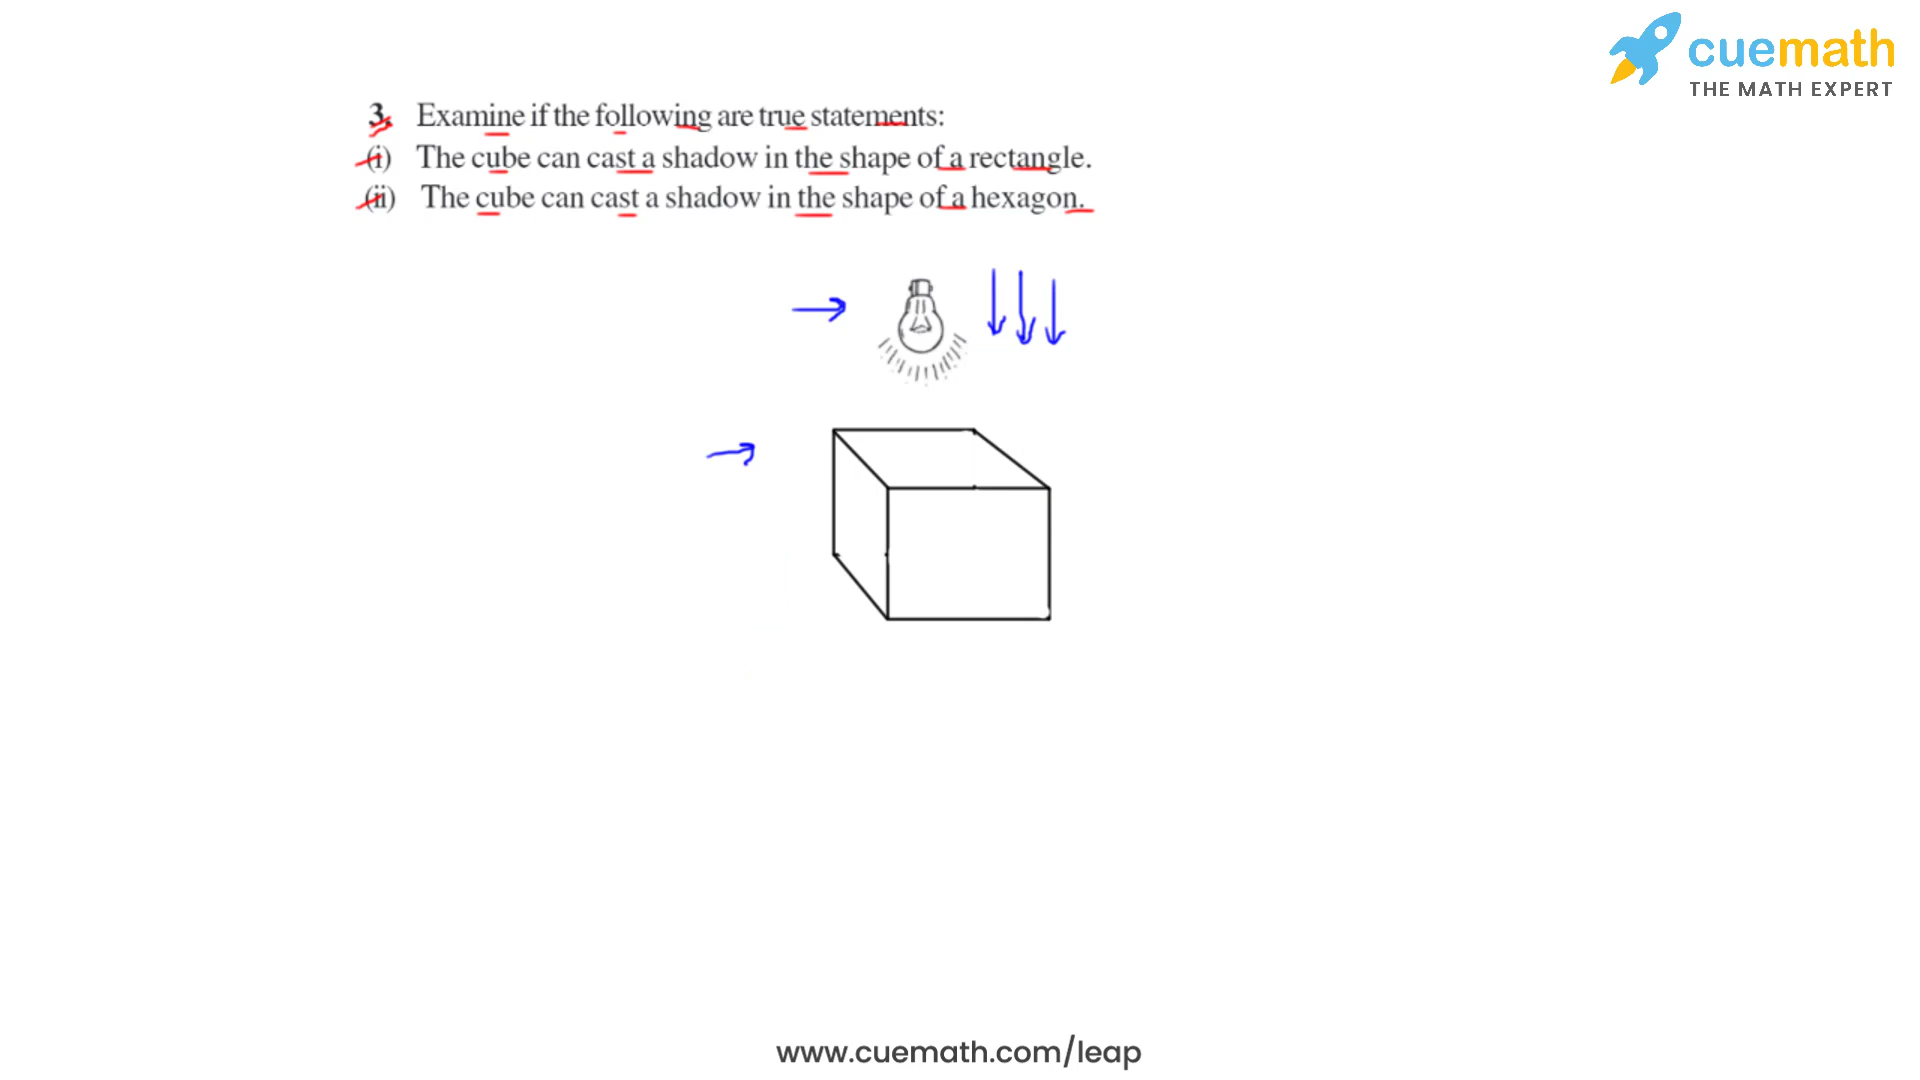 cuemath
THE MATH EXPERT
3. Examine if the following are true statements:
(i) The cube can cast a shadow in the shape of a rectangle.
(ii) The cube can cast a shadow in the shape of a hexagon.
www.cuemath.com/leap